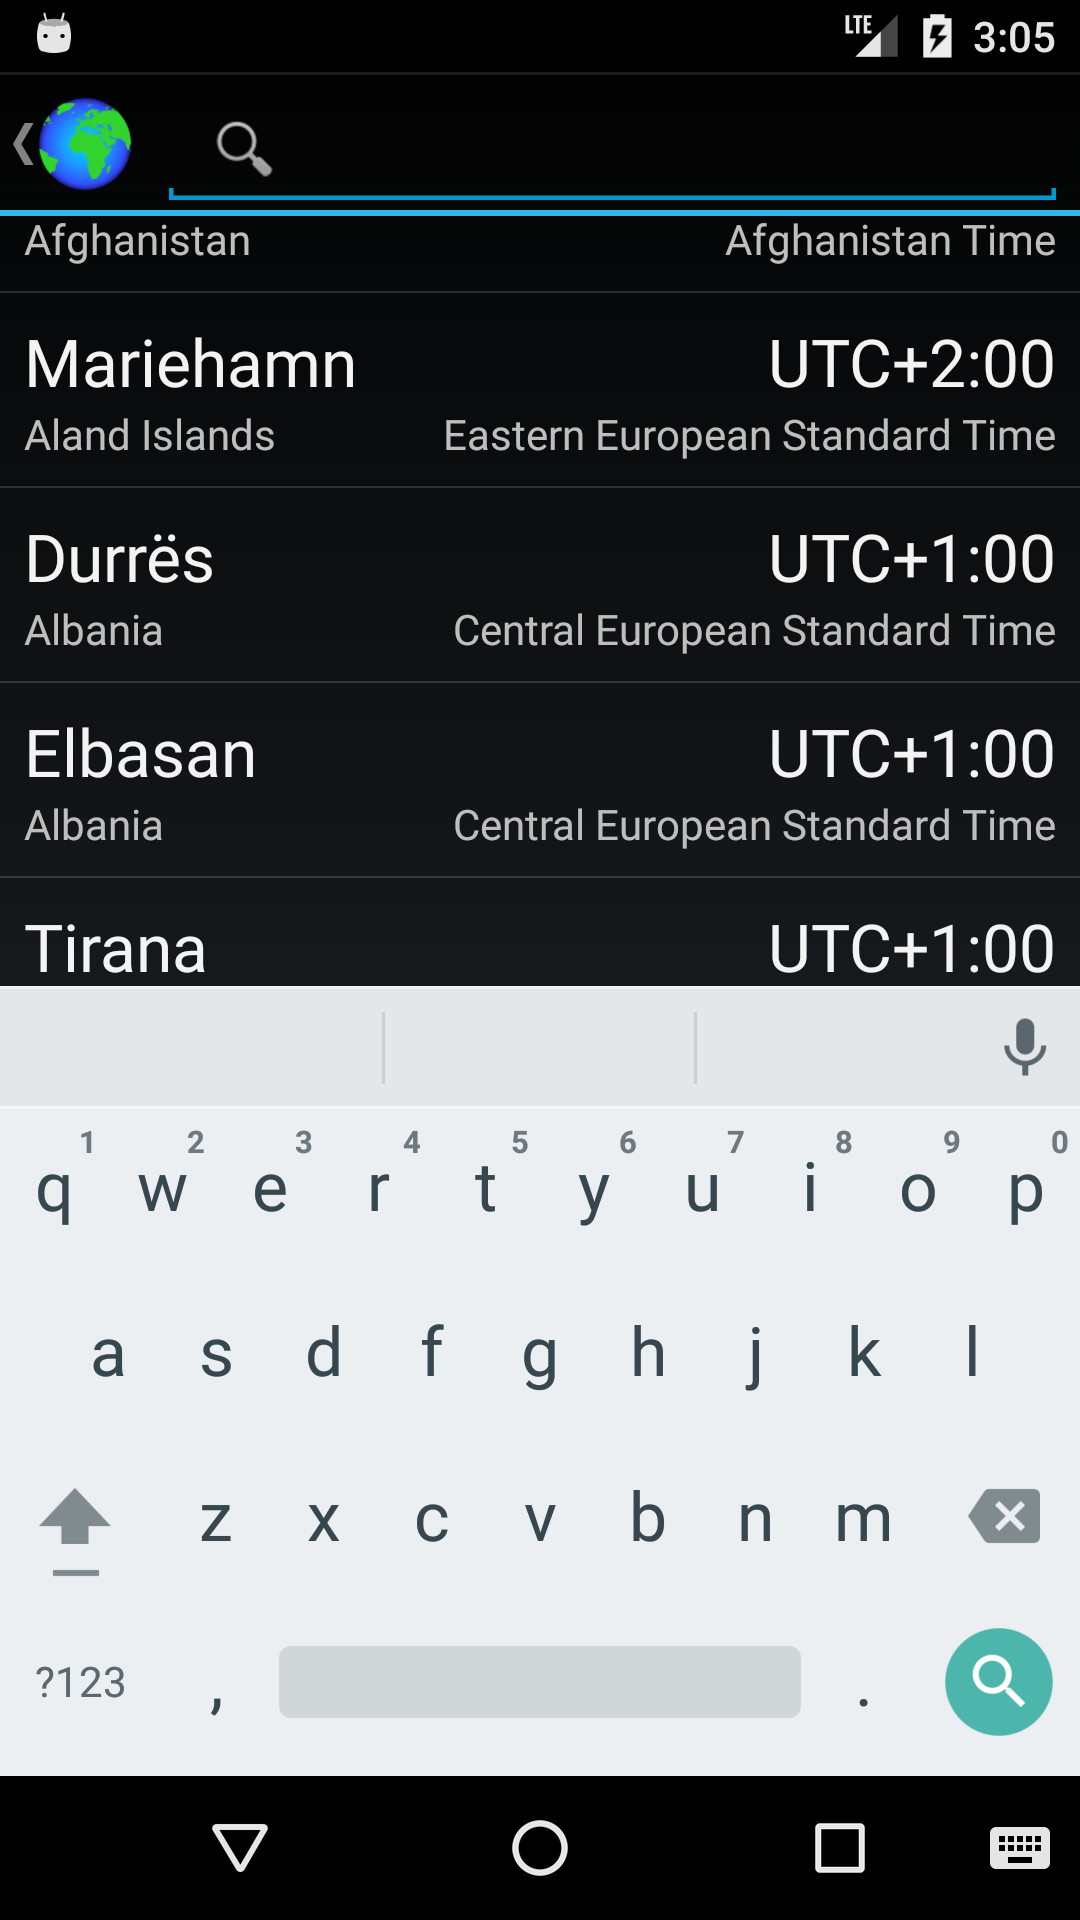 LTE 3:05
Afghanistan Afghanistan Time
Mariehamn UTC+2:00
Aland Islands Eastern European Standard Time
Durrës UTC+1:00
Albania Central European Standard Time
Elbasan UTC+1:00
Albania Central European Standard Time
Tirana UTC+1:00
1 2 3 4 5 6 7 8 9 0
q w e r t y u i o p
a s d f g h j k l
z x c v b n m
?123 , .